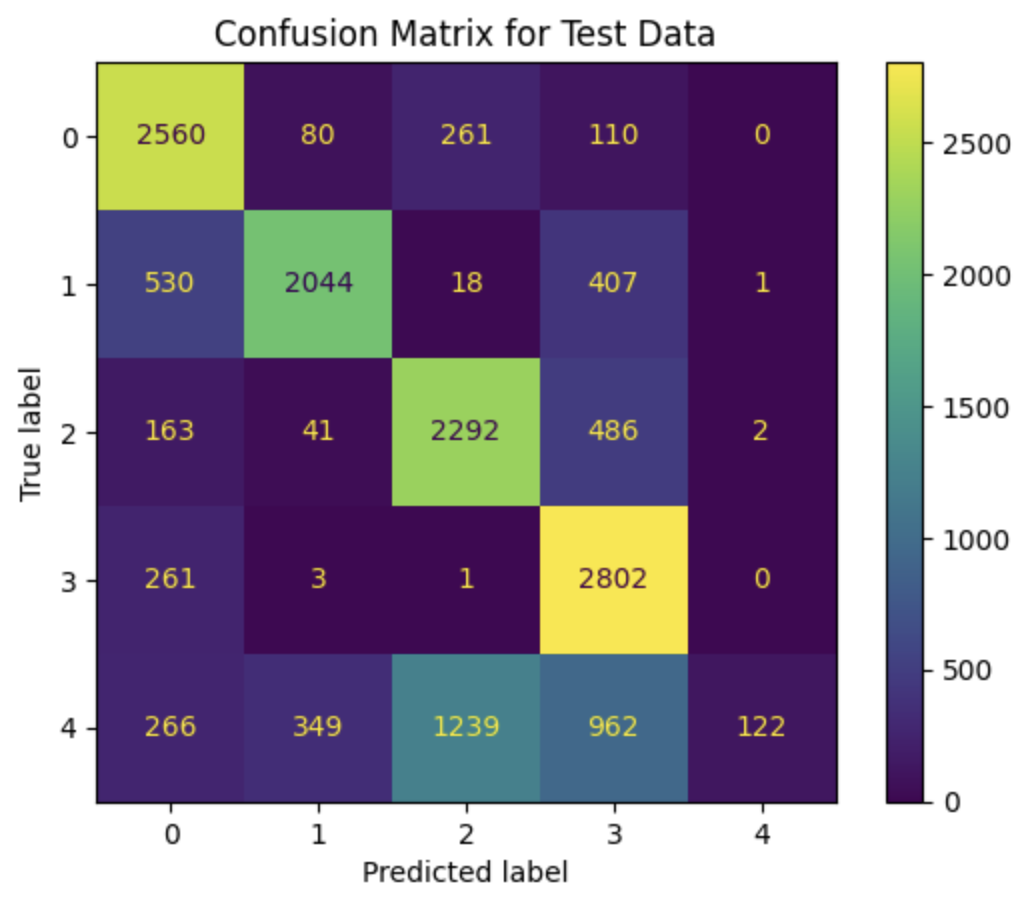 Confusion Matrix for Test Data
0 2560 80 261 110 0
1 530 2044 18 407 1
2 163 41 2292 486 2
3 261 3 1 2802 0
4 266 349 1239 962 122
0 1 2 3 4
Predicted label
True label
2500
2000
1500
1000
500
0